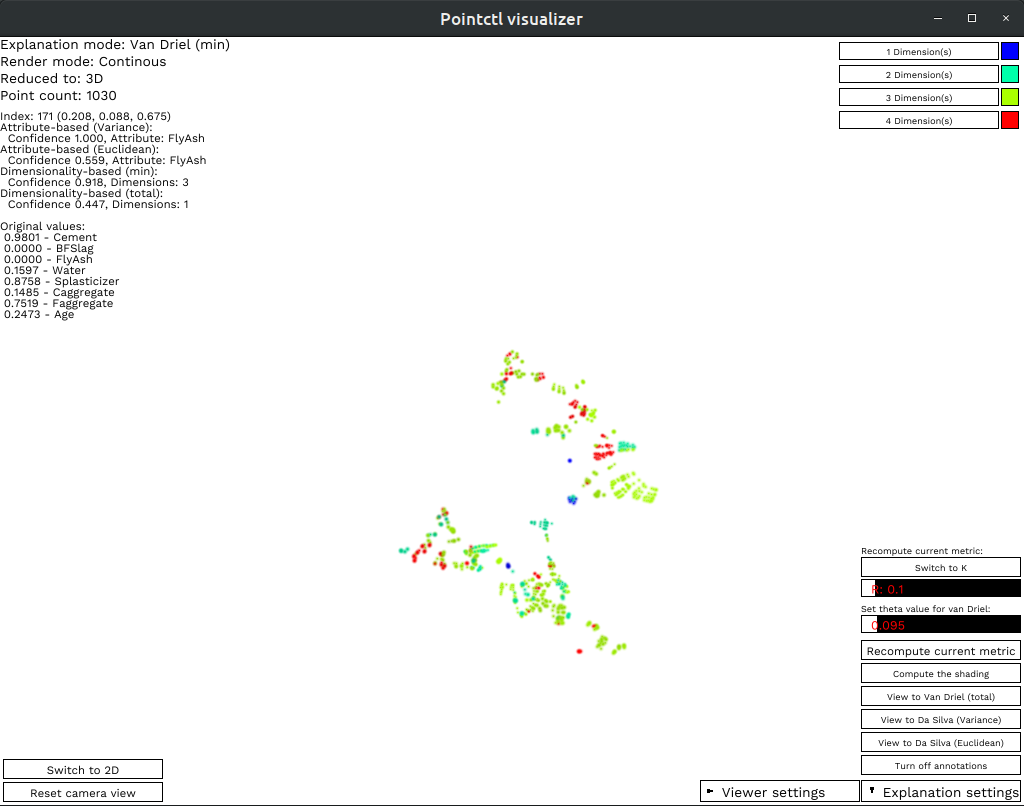 Pointctl visualizer
Explanation mode: Van Driel (min)
Render mode: Continous
Reduced to: 3D
Point count: 1030
Index: 171 (0.208, 0.088, 0.675)
Attribute-based (Variance):
Confidence 1.000, Attribute: FlyAsh
Attribute-based (Euclidean):
Confidence 0.559, Attribute: FlyAsh
Dimensionality-based (min):
Confidence 0.918, Dimensions: 3
Dimensionality-based (total):
Confidence 0.447, Dimensions: 1
Original values:
0.9801 - Cement
0.0000 - BFSlag
0.0000 - FlyAsh
0.1597 - Water
0.8758 - Splasticizer
0.1485 - Caggregate
0.7519 - Faggregate
0.2473 - Age
1 Dimension(s)
2 Dimension(s)
3 Dimension(s)
4 Dimension(s)
Recompute current metric:
Switch to K
R: 0.1
Set theta value for van Driel:
0.095
Recompute current metric
Compute the shading
View to Van Driel (total)
View to Da Silva (Variance)
View to Da Silva (Euclidean)
Turn off annotations
Switch to 2D
Reset camera view
Viewer settings
Explanation settings